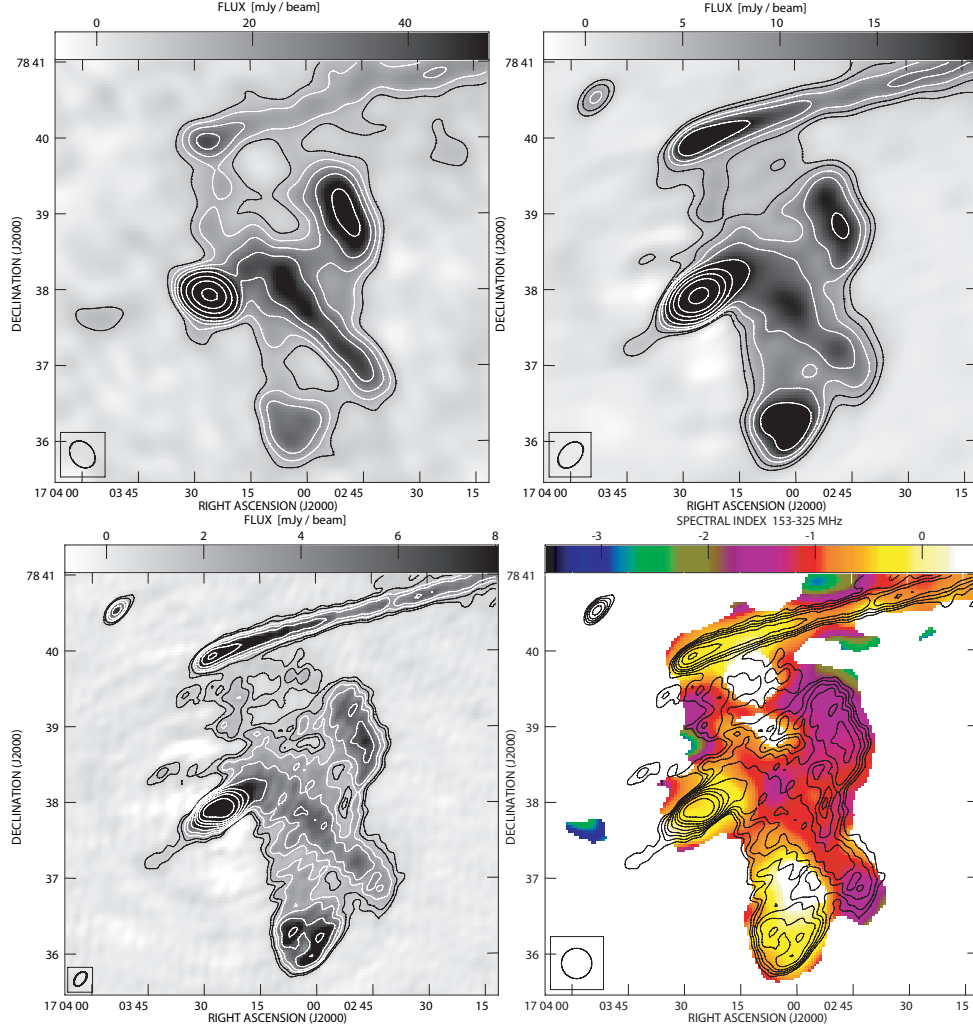 FLUX [mJy / beam]
0 20 40
78 41
40
39
38
37
36
DECLINATION (J2000)
17 04 00 03 45 30 15 00 02 45 30 15
RIGHT ASCENSION (J2000)
FLUX [mJy / beam]
0 5 10 15
78 41
40
39
38
37
36
DECLINATION (J2000)
17 04 00 03 45 30 15 00 02 45 30 15
RIGHT ASCENSION (J2000)
FLUX [mJy / beam]
0 2 4 6 8
78 41
40
39
38
37
36
DECLINATION (J2000)
17 04 00 03 45 30 15 00 02 45 30 15
RIGHT ASCENSION (J2000)
SPECTRAL INDEX 153-325 MHz
-3 -2 -1 0
78 41
40
39
38
37
36
DECLINATION (J2000)
17 04 00 03 45 30 15 00 02 45 30 15
RIGHT ASCENSION (J2000)